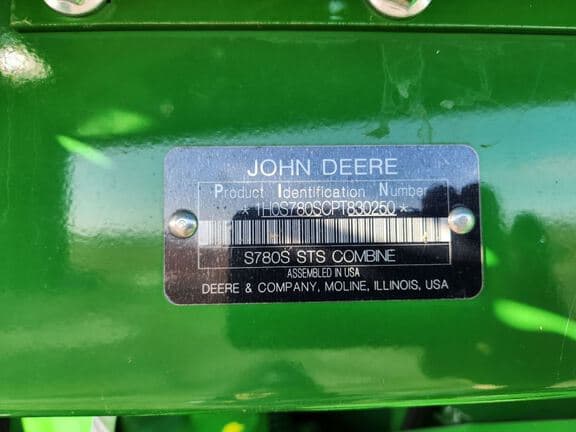 JOHN DEERE
Product Identification Number
*1H0S780SCPT830250*
S780S STS COMBINE
ASSEMBLED IN USA
DEERE & COMPANY, MOLINE, ILLINOIS, USA